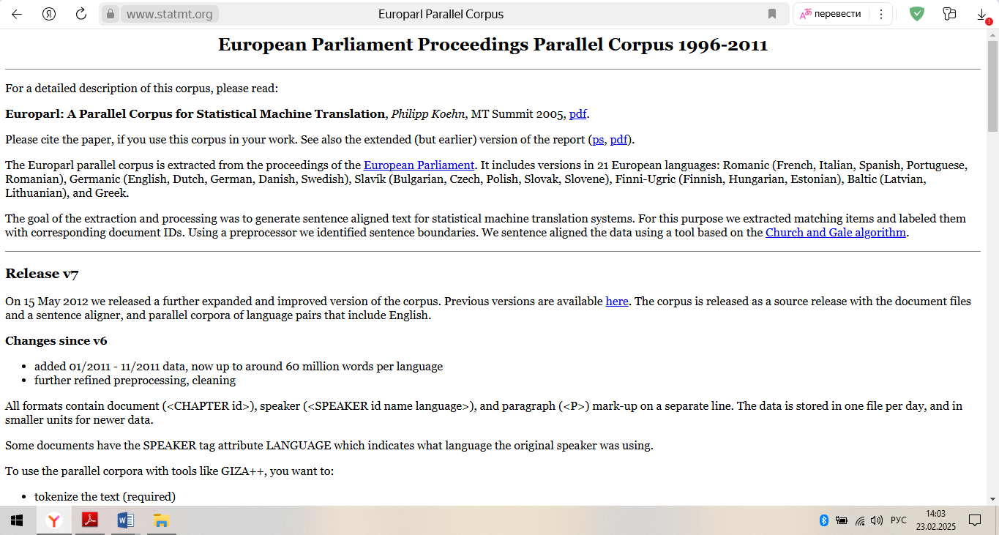 www.statmt.org
Europarl Parallel Corpus
перевести
European Parliament Proceedings Parallel Corpus 1996-2011
For a detailed description of this corpus, please read:
Europarl: A Parallel Corpus for Statistical Machine Translation, Philipp Koehn, MT Summit 2005, pdf.
Please cite the paper, if you use this corpus in your work. See also the extended (but earlier) version of the report (ps, pdf).
The Europarl parallel corpus is extracted from the proceedings of the European Parliament. It includes versions in 21 European languages: Romanic (French, Italian, Spanish, Portuguese,
Romanian), Germanic (English, Dutch, German, Danish, Swedish), Slavik (Bulgarian, Czech, Polish, Slovak, Slovene), Finni-Ugric (Finnish, Hungarian, Estonian), Baltic (Latvian,
Lithuanian), and Greek.
The goal of the extraction and processing was to generate sentence aligned text for statistical machine translation systems. For this purpose we extracted matching items and labeled them
with corresponding document IDs. Using a preprocessor we identified sentence boundaries. We sentence aligned the data using a tool based on the Church and Gale algorithm.
Release v7
On 15 May 2012 we released a further expanded and improved version of the corpus. Previous versions are available here. The corpus is released as a source release with the document files
and a sentence aligner, and parallel corpora of language pairs that include English.
Changes since v6
• added 01/2011 - 11/2011 data, now up to around 60 million words per language
• further refined preprocessing, cleaning
All formats contain document (<CHAPTER id>), speaker (<SPEAKER id name language>), and paragraph (<P>) mark-up on a separate line. The data is stored in one file per day, and in
smaller units for newer data.
Some documents have the SPEAKER tag attribute LANGUAGE which indicates what language the original speaker was using.
To use the parallel corpora with tools like GIZA++, you want to:
• tokenize the text (required)
РУС
14:03
23.02.2025